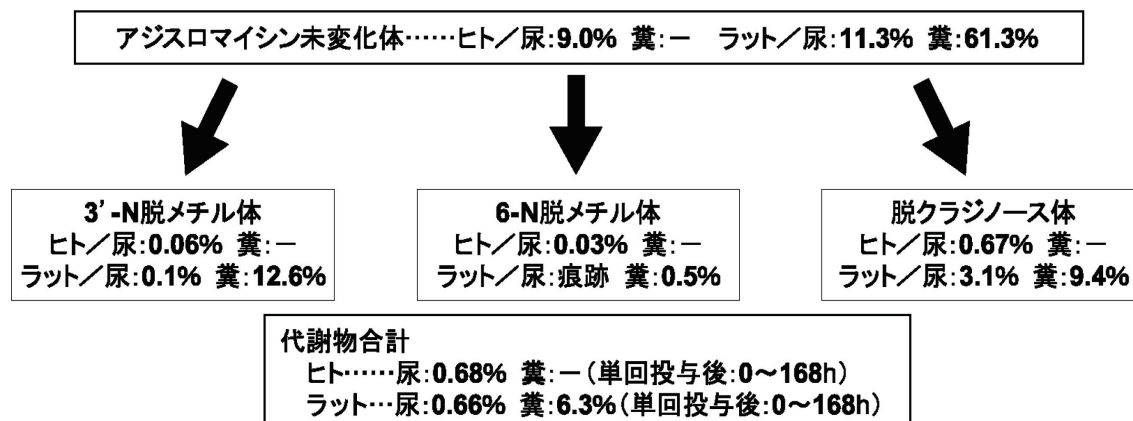 アジスロマイシン未変化体……ヒト／尿：9.0% 糞：－ ラット／尿：11.3% 糞：61.3%
3’-N脱メチル体
ヒト／尿：0.06% 糞：－
ラット／尿：0.1% 糞：12.6%
6-N脱メチル体
ヒト／尿：0.03% 糞：－
ラット／尿：痕跡 糞：0.5%
脱クラジノース体
ヒト／尿：0.67% 糞：－
ラット／尿：3.1% 糞：9.4%
代謝物合計
ヒト……尿：0.68% 糞：－（単回投与後：0～168h）
ラット…尿：0.66% 糞：6.3%（単回投与後：0～168h）